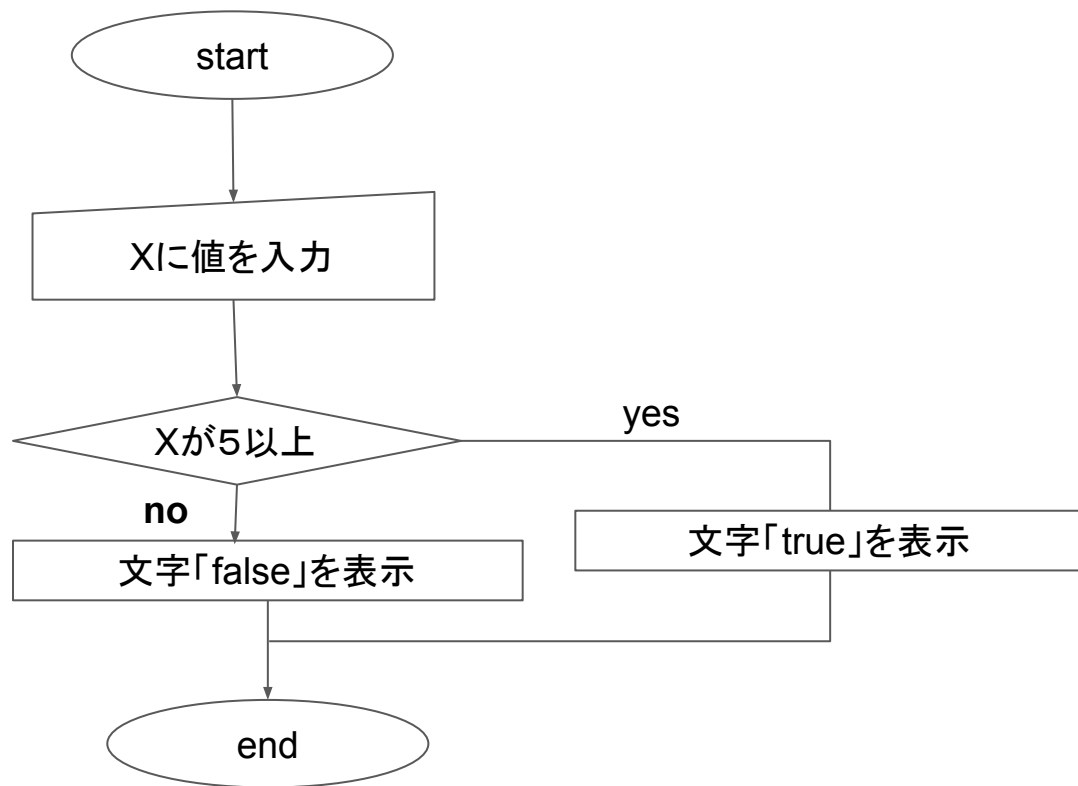 start
Xに値を入力
Xが５以上
yes
no
文字｢true｣を表示
文字｢false｣を表示
end